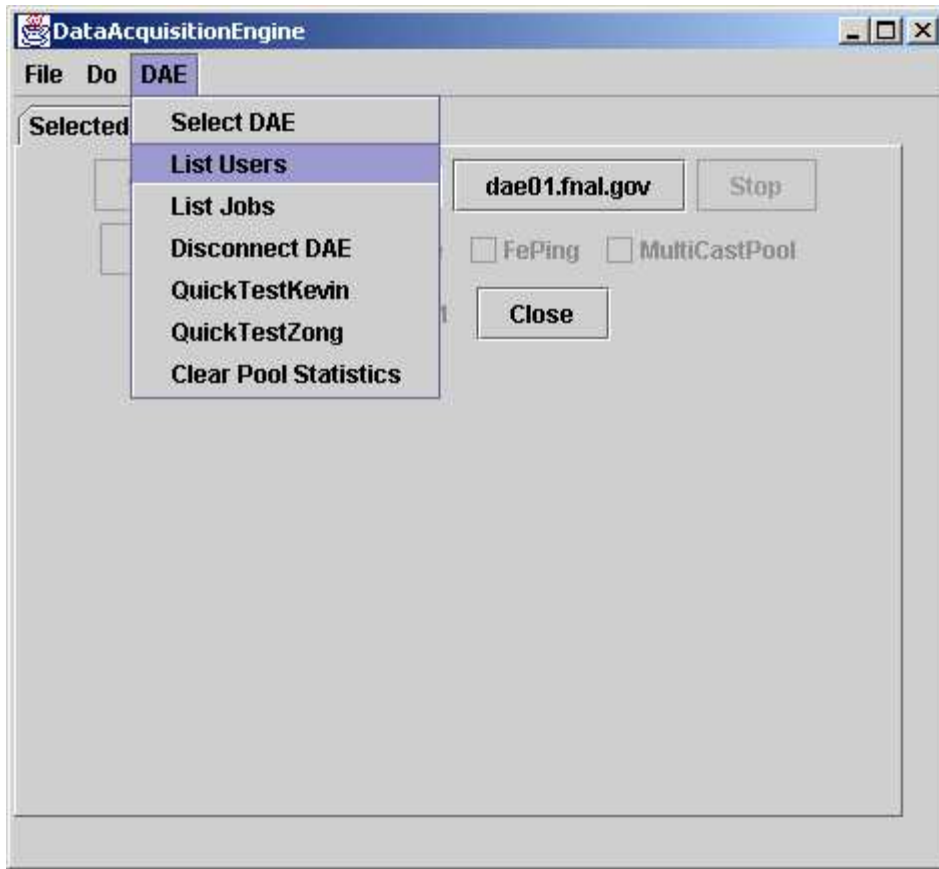 DataAcquisitionEngine
File Do DAE
Selected
Select DAE
List Users
List Jobs
Disconnect DAE
QuickTestKevin
QuickTestZong
Clear Pool Statistics
dae01.fnal.gov Stop
FePing MultiCastPool
Close